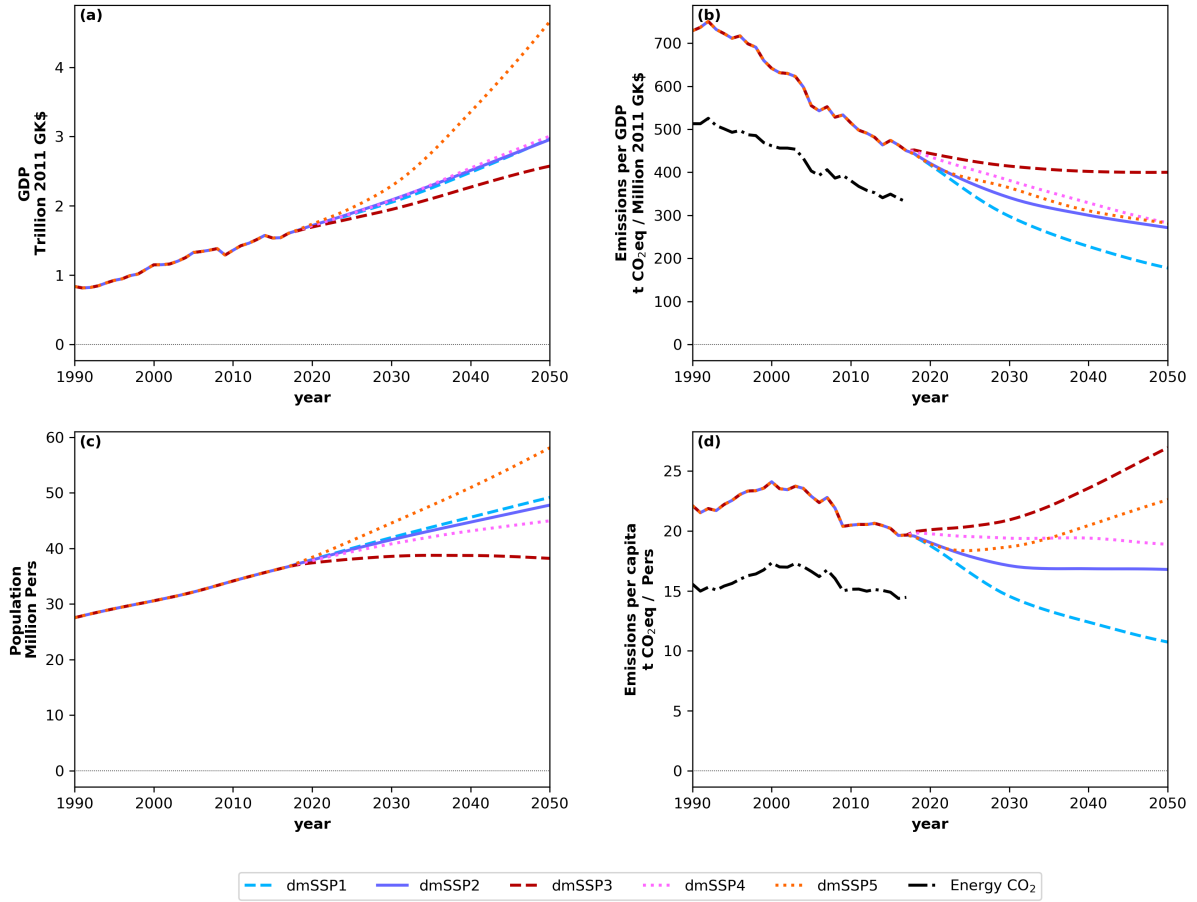 (a)
4
3
2
1
0
GDP
Trillion 2011 GK$
1990 2000 2010 2020 2030 2040 2050
year
(b)
700
600
500
400
300
200
100
0
Emissions per GDP
t CO₂eq / Million 2011 GK$
1990 2000 2010 2020 2030 2040 2050
year
(c)
60
50
40
30
20
10
0
Population
Million Pers
1990 2000 2010 2020 2030 2040 2050
year
(d)
25
20
15
10
5
0
Emissions per capita
t CO₂eq / Pers
1990 2000 2010 2020 2030 2040 2050
year
dmSSP1 dmSSP2 dmSSP3 dmSSP4 dmSSP5 Energy CO₂